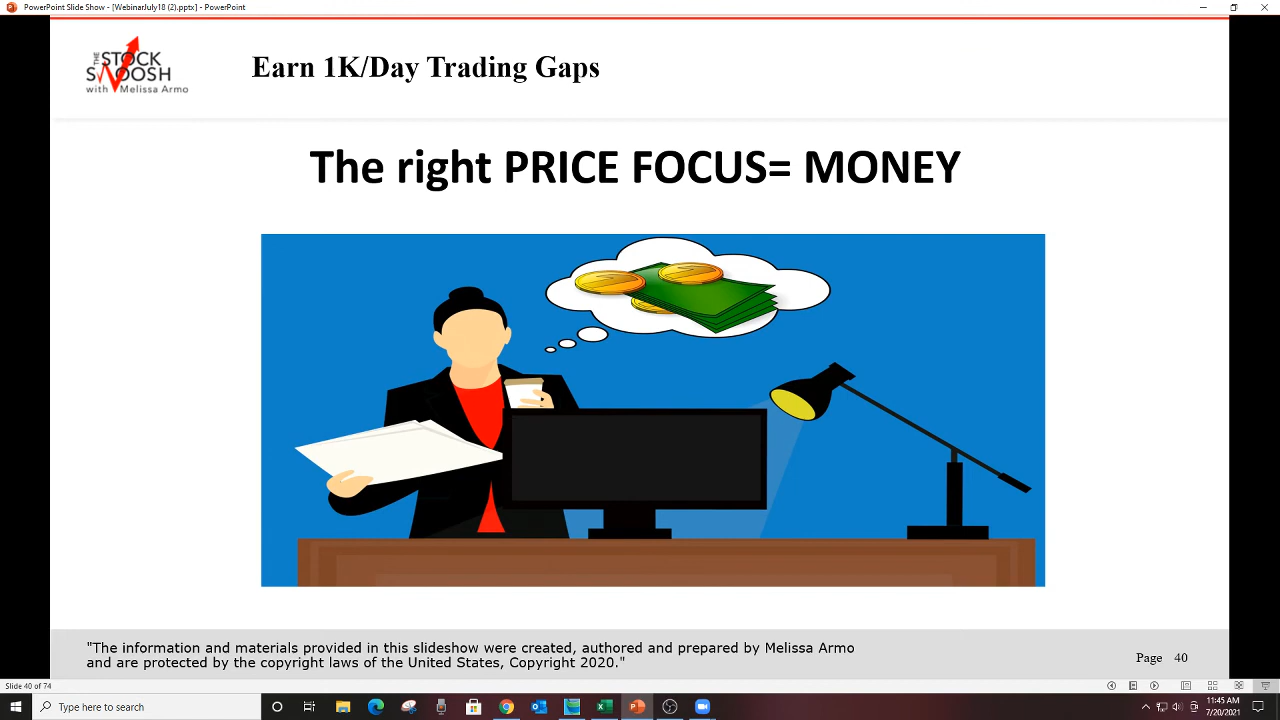 PowerPoint Slide Show - [WebinarJuly18 (2).pptx] - PowerPoint
THE
STOCK
SWOOSH
with Melissa Armo
Earn 1K/Day Trading Gaps
The right PRICE FOCUS= MONEY
"The information and materials provided in this slideshow were created, authored and prepared by Melissa Armo
and are protected by the copyright laws of the United States, Copyright 2020."
Page 40
Slide 40 of 74
Type here to search
11:45 AM
7/20/2021